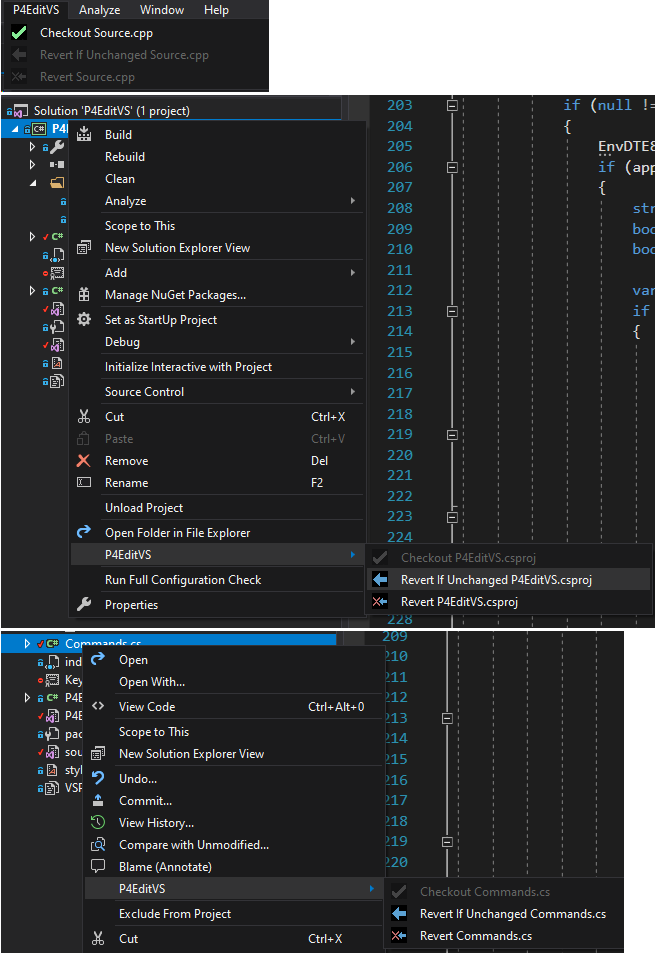 P4EditVS Analyze Window Help
Checkout Source.cpp
Revert If Unchanged Source.cpp
Revert Source.cpp
Solution 'P4EditVS' (1 project)
C# P4
Build
Rebuild
Clean
Analyze
Scope to This
New Solution Explorer View
Add
Manage NuGet Packages...
Set as StartUp Project
Debug
Initialize Interactive with Project
Source Control
Cut Ctrl+X
Paste Ctrl+V
Remove Del
Rename F2
Unload Project
Open Folder in File Explorer
P4EditVS
Run Full Configuration Check
Properties
C#
C#
203 if (null !=
204 {
205 EnvDTE8
206 if (app
207 {
208 str
209 boo
210 boo
211
212 var
213 if
214 {
215
216
217
218
219
220
221
222
223
224
228
Checkout P4EditVS.csproj
Revert If Unchanged P4EditVS.csproj
Revert P4EditVS.csproj
C# Commands.cs
ind
Key
C# P4E
P4E
pac
sou
styl
VSP
Open
Open With...
View Code Ctrl+Alt+0
Scope to This
New Solution Explorer View
Undo...
Commit...
View History...
Compare with Unmodified...
Blame (Annotate)
P4EditVS
Exclude From Project
Cut Ctrl+X
209
210
211
212
213
214
215
216
217
218
219
220
Checkout Commands.cs
Revert If Unchanged Commands.cs
Revert Commands.cs